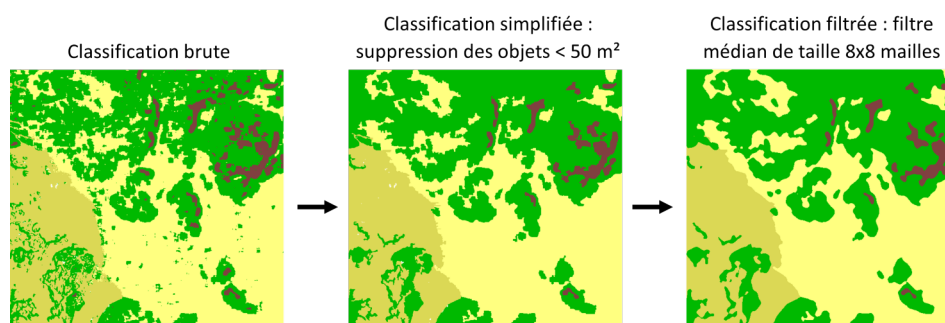 Classification brute
Classification simplifiée :
suppression des objets < 50 m²
Classification filtrée : filtre
médian de taille 8x8 mailles